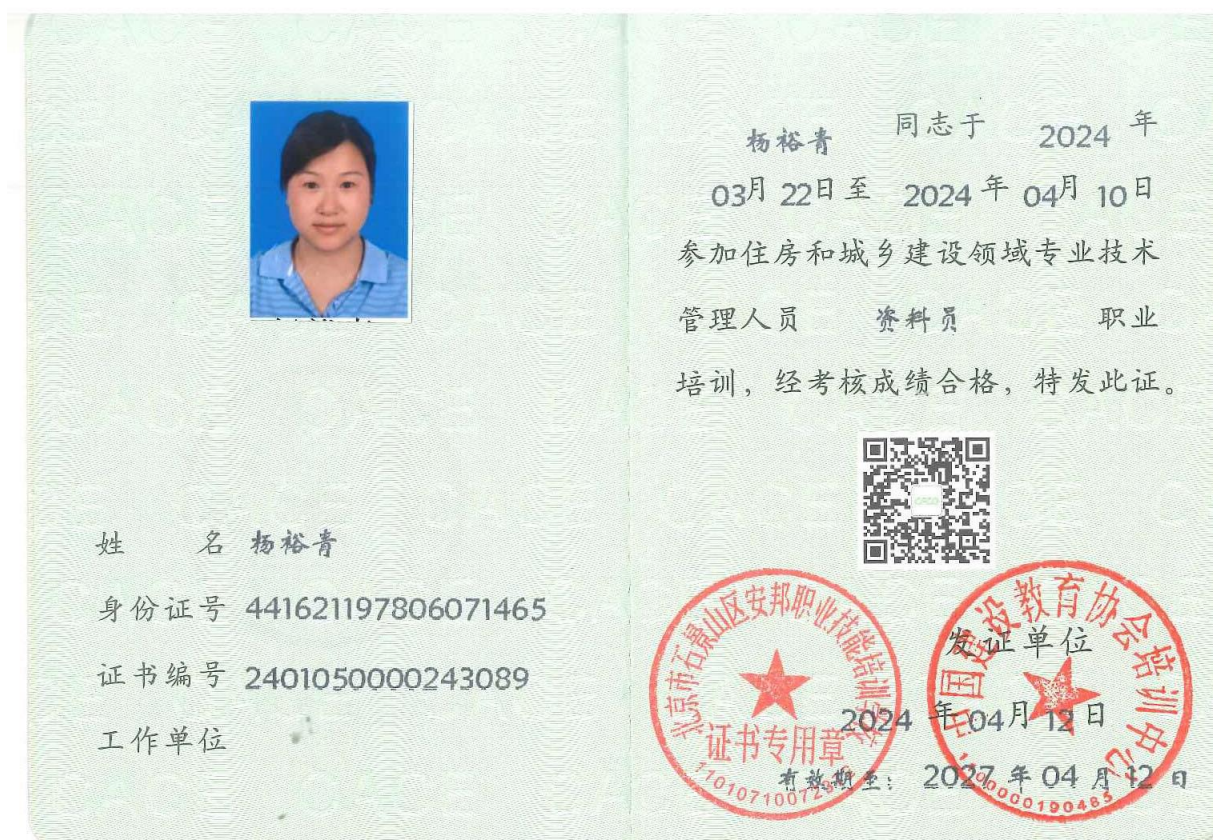 姓 名 杨裕青
身份证号 441621197806071465
证书编号 2401050000243089
工作单位
杨裕青 同志于 2024 年
03月 22日至 2024 年 04月 10日
参加住房和城乡建设领域专业技术
管理人员 资料员 职业
培训，经考核成绩合格，特发此证。
北京市石景山区安邦职业技能培训学校
证书专用章
中国建设教育协会培训中心
发证单位
2024 年 04月 12日
有效期至： 2027 年 04 月 12 日